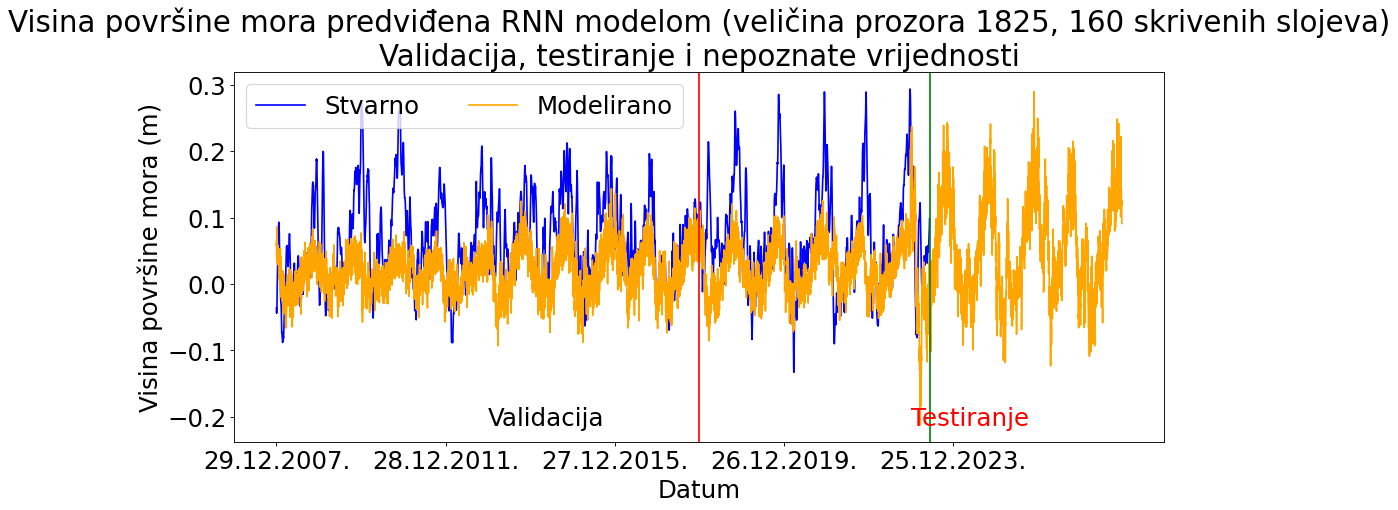 Visina površine mora predviđena RNN modelom (veličina prozora 1825, 160 skrivenih slojeva)
Validacija, testiranje i nepoznate vrijednosti
Stvarno
Modelirano
Visina površine mora (m)
0.3
0.2
0.1
0.0
−0.1
−0.2
Validacija
Testiranje
29.12.2007.
28.12.2011.
27.12.2015.
26.12.2019.
25.12.2023.
Datum